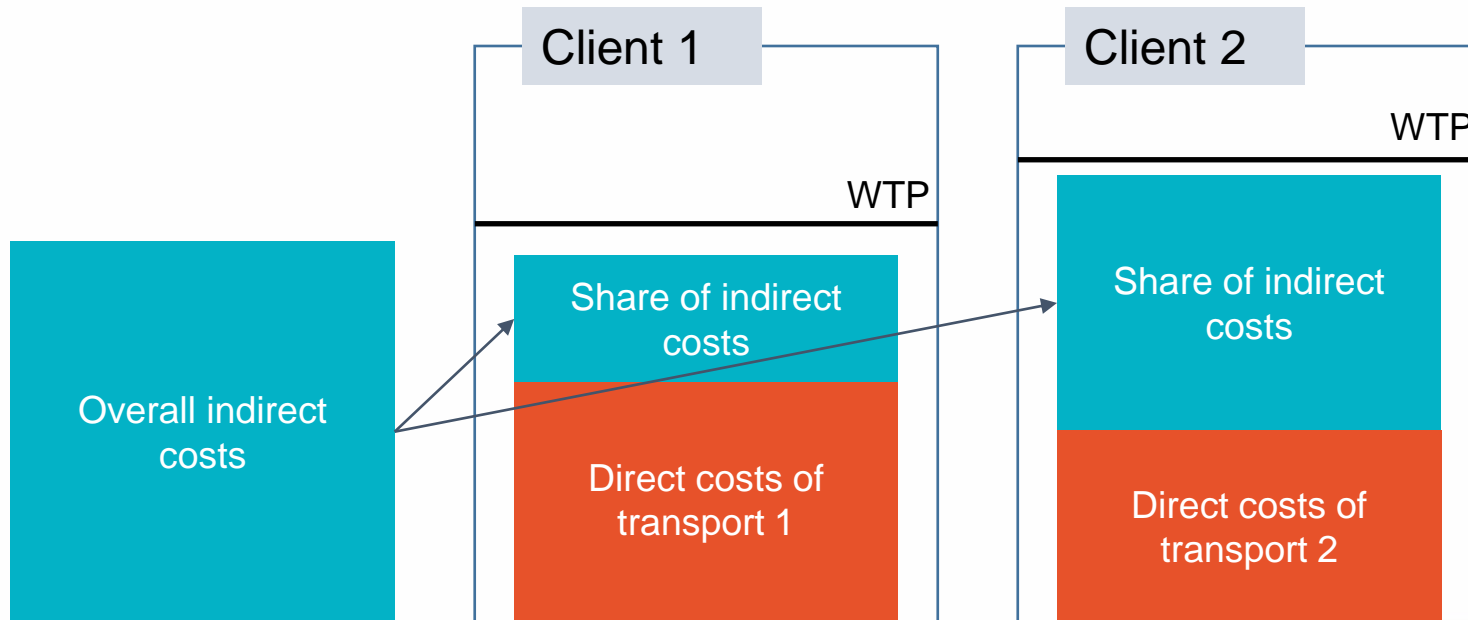 Client 1
Client 2
WTP
WTP
Overall indirect
costs
Share of indirect
costs
Direct costs of
transport 1
Share of indirect
costs
Direct costs of
transport 2